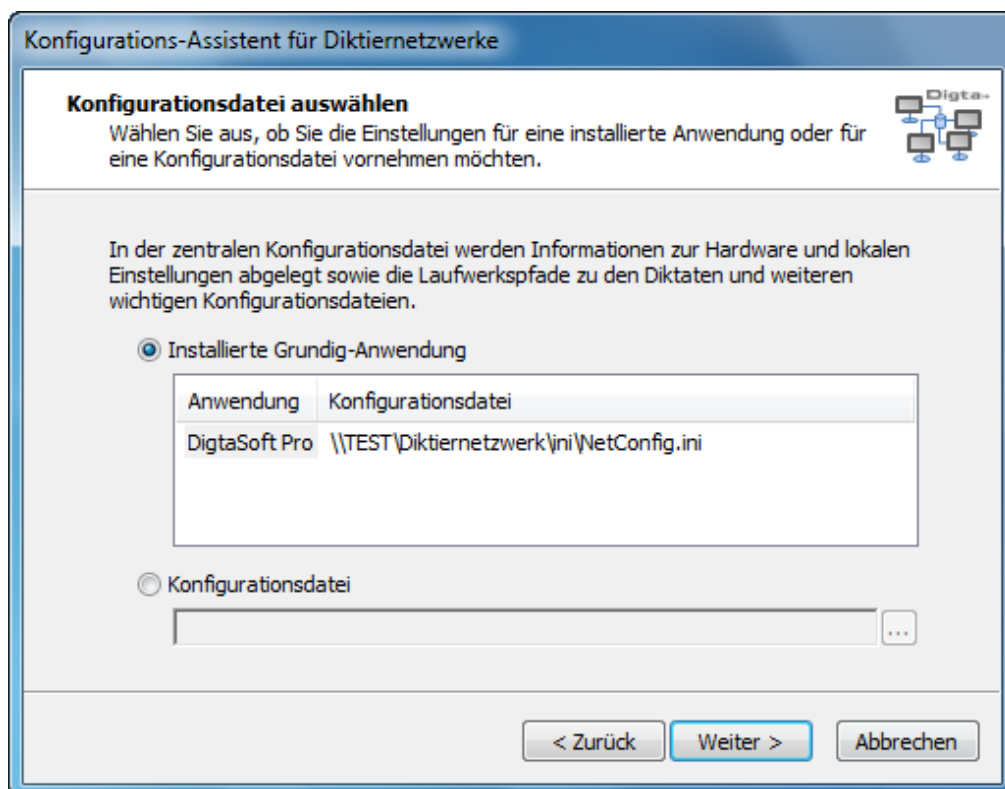 Konfigurations-Assistent für Diktiernetzwerke
Konfigurationsdatei auswählen
Wählen Sie aus, ob Sie die Einstellungen für eine installierte Anwendung oder für
eine Konfigurationsdatei vornehmen möchten.
Digta
In der zentralen Konfigurationsdatei werden Informationen zur Hardware und lokalen
Einstellungen abgelegt sowie die Laufwerkspfade zu den Diktaten und weiteren
wichtigen Konfigurationsdateien.
Installierte Grundig-Anwendung
Anwendung Konfigurationsdatei
DigtaSoft Pro \\TEST\Diktiernetzwerk\ini\NetConfig.ini
Konfigurationsdatei
...
< Zurück Weiter > Abbrechen